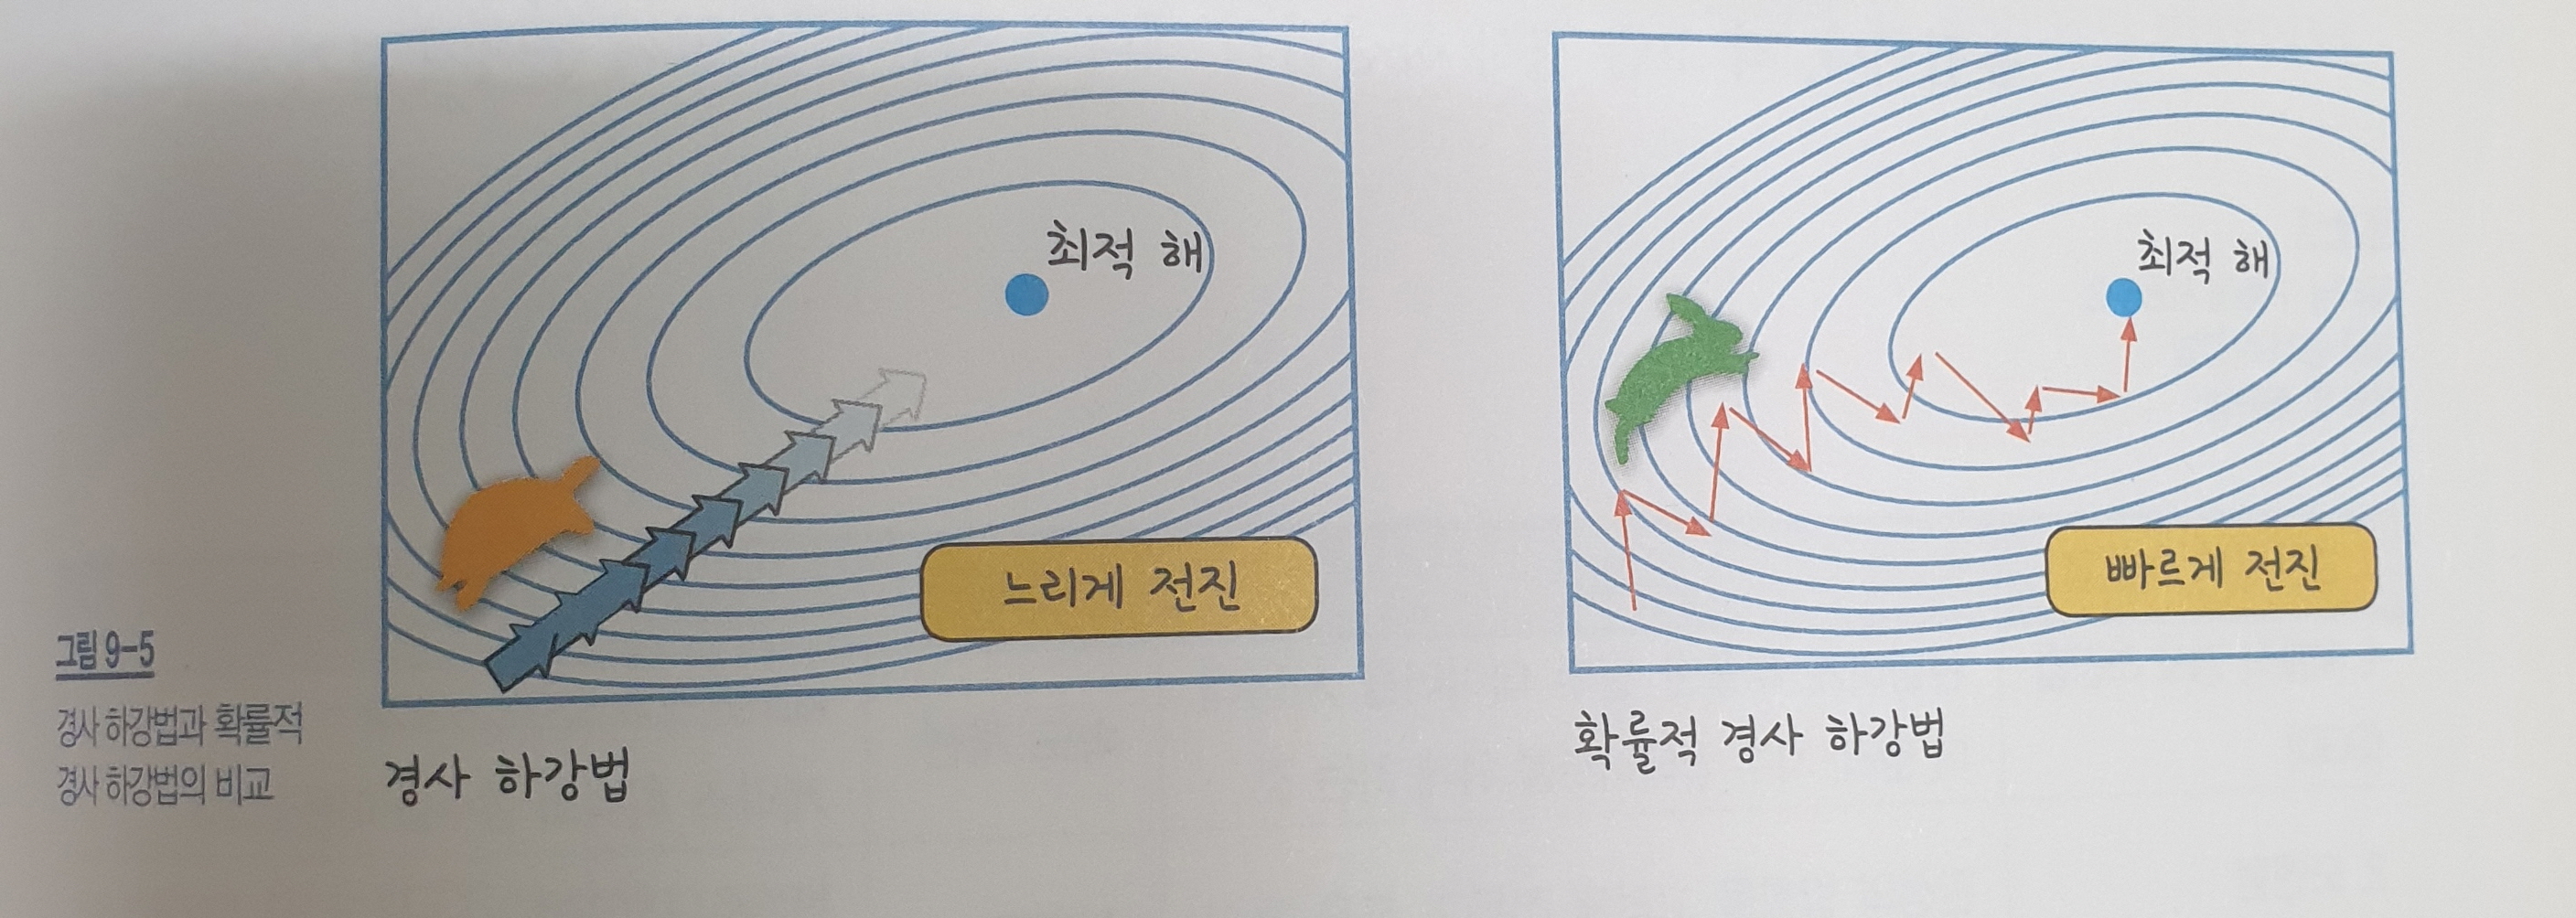 최적 해
느리게 전진
경사 하강법
최적 해
빠르게 전진
확률적 경사 하강법
그림 9-5
경사 하강법과 확률적
경사 하강법의 비교